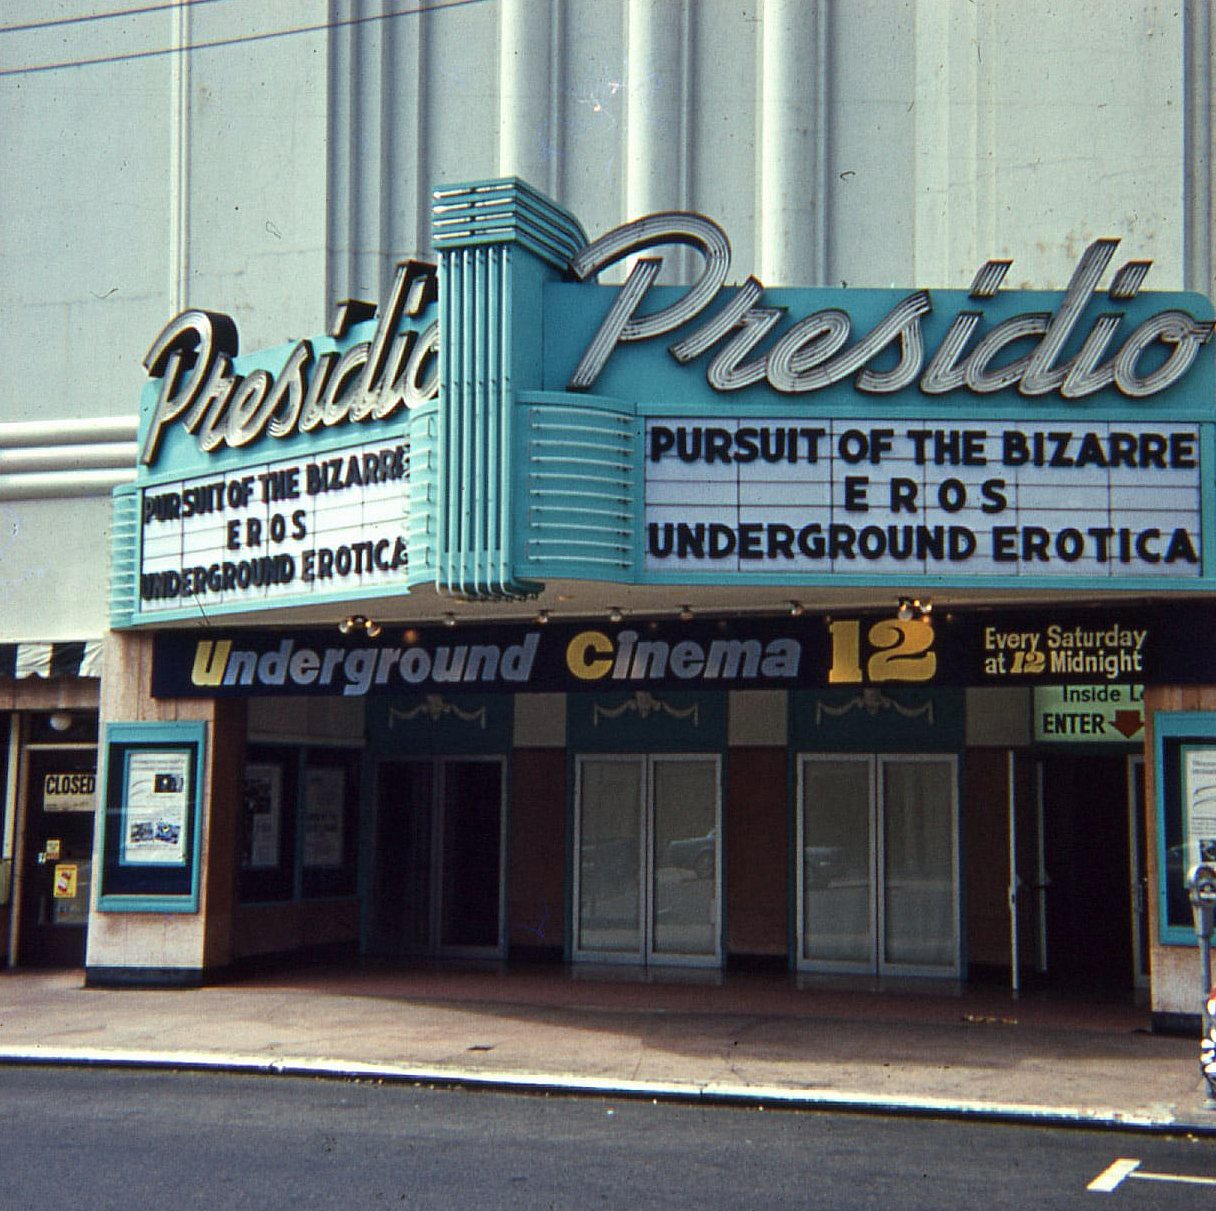 Presidio
PURSUIT OF THE BIZARRE
EROS
UNDERGROUND EROTICA
Presidio
PURSUIT OF THE BIZARRE
EROS
UNDERGROUND EROTICA
Underground Cinema 12
Every Saturday
at 12 Midnight
Inside
ENTER
CLOSED